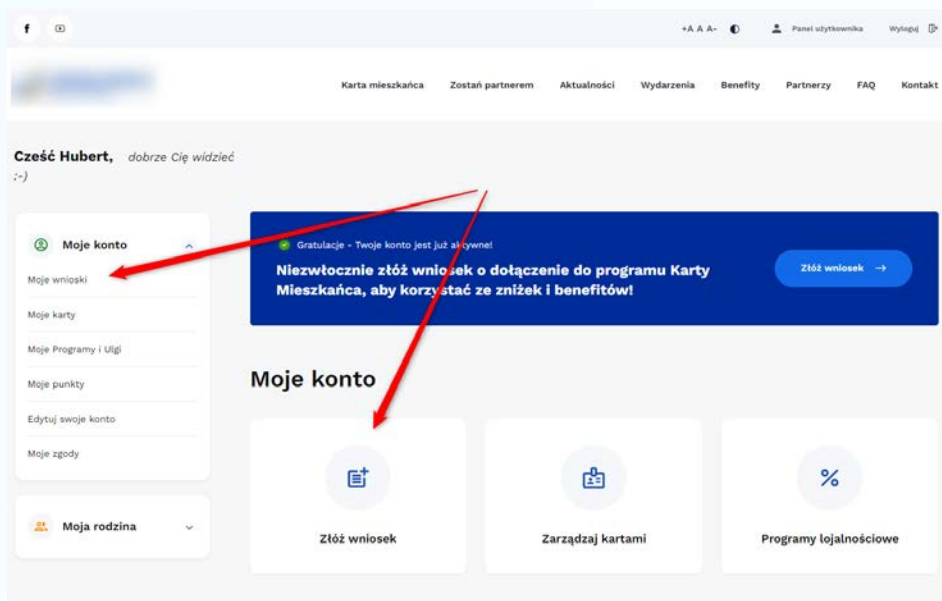 f
+A A A- Panel użytkownika Wyloguj
Karta mieszkańca Zostań partnerem Aktualności Wydarzenia Benefity Partnerzy FAQ Kontakt
Cześć Hubert, dobrze Cię widzieć
:-)
Moje konto
Moje wnioski
Moje karty
Moje Programy i Ulgi
Moje punkty
Edytuj swoje konto
Moje zgody
Moja rodzina
Gratulacje - Twoje konto jest już aktywne!
Niezwłocznie złóż wniosek o dołączenie do programu Karty
Mieszkańca, aby korzystać ze zniżek i benefitów!
Złóż wniosek →
Moje konto
Złóż wniosek
Zarządzaj kartami
%
Programy lojalnościowe